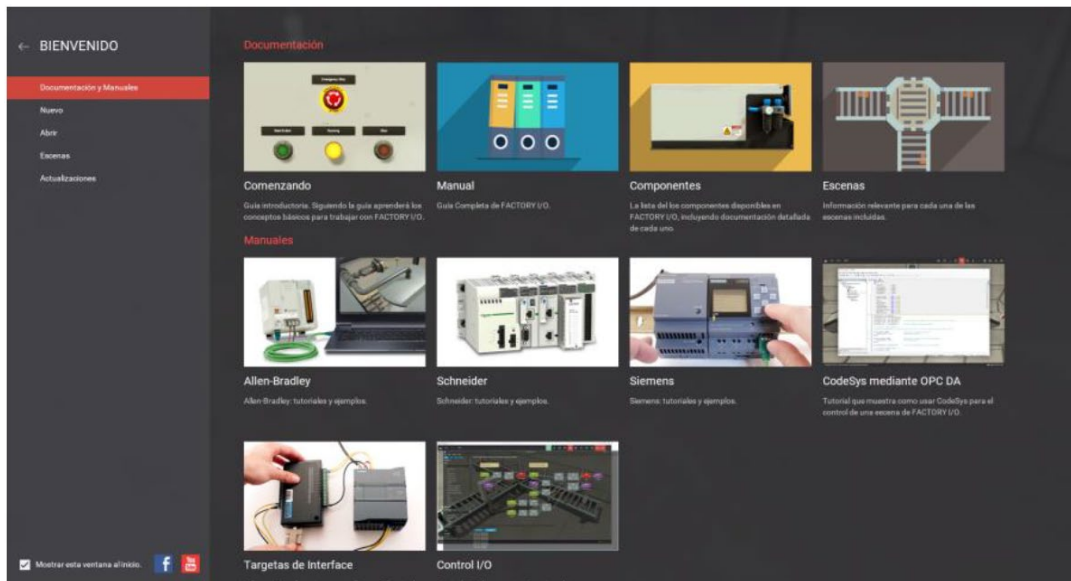 ← BIENVENIDO
Documentación y Manuales
Nuevo
Abrir
Escenas
Actualizaciones
Mostrar esta ventana al inicio.
Documentación
Comenzando
Guia introductoria. Siguiendo la guia aprenderá los
conceptos básicos para trabajar con FACTORY I/O.
Manual
Guia Completa de FACTORY I/O.
Componentes
La lista del los componentes disponibles en
FACTORY I/O, incluyendo documentación detallada
de cada uno.
Escenas
Información relevante para cada una de las
escenas incluidas.
Manuales
Allen-Bradley
Allen-Bradley: tutoriales y ejemplos.
Schneider
Schneider: tutoriales y ejemplos.
Siemens
Siemens: tutoriales y ejemplos.
CodeSys mediante OPC DA
Tutorial que muestra como usar CodeSys para el
control de una escena de FACTORY I/O.
Targetas de Interface
Control I/O